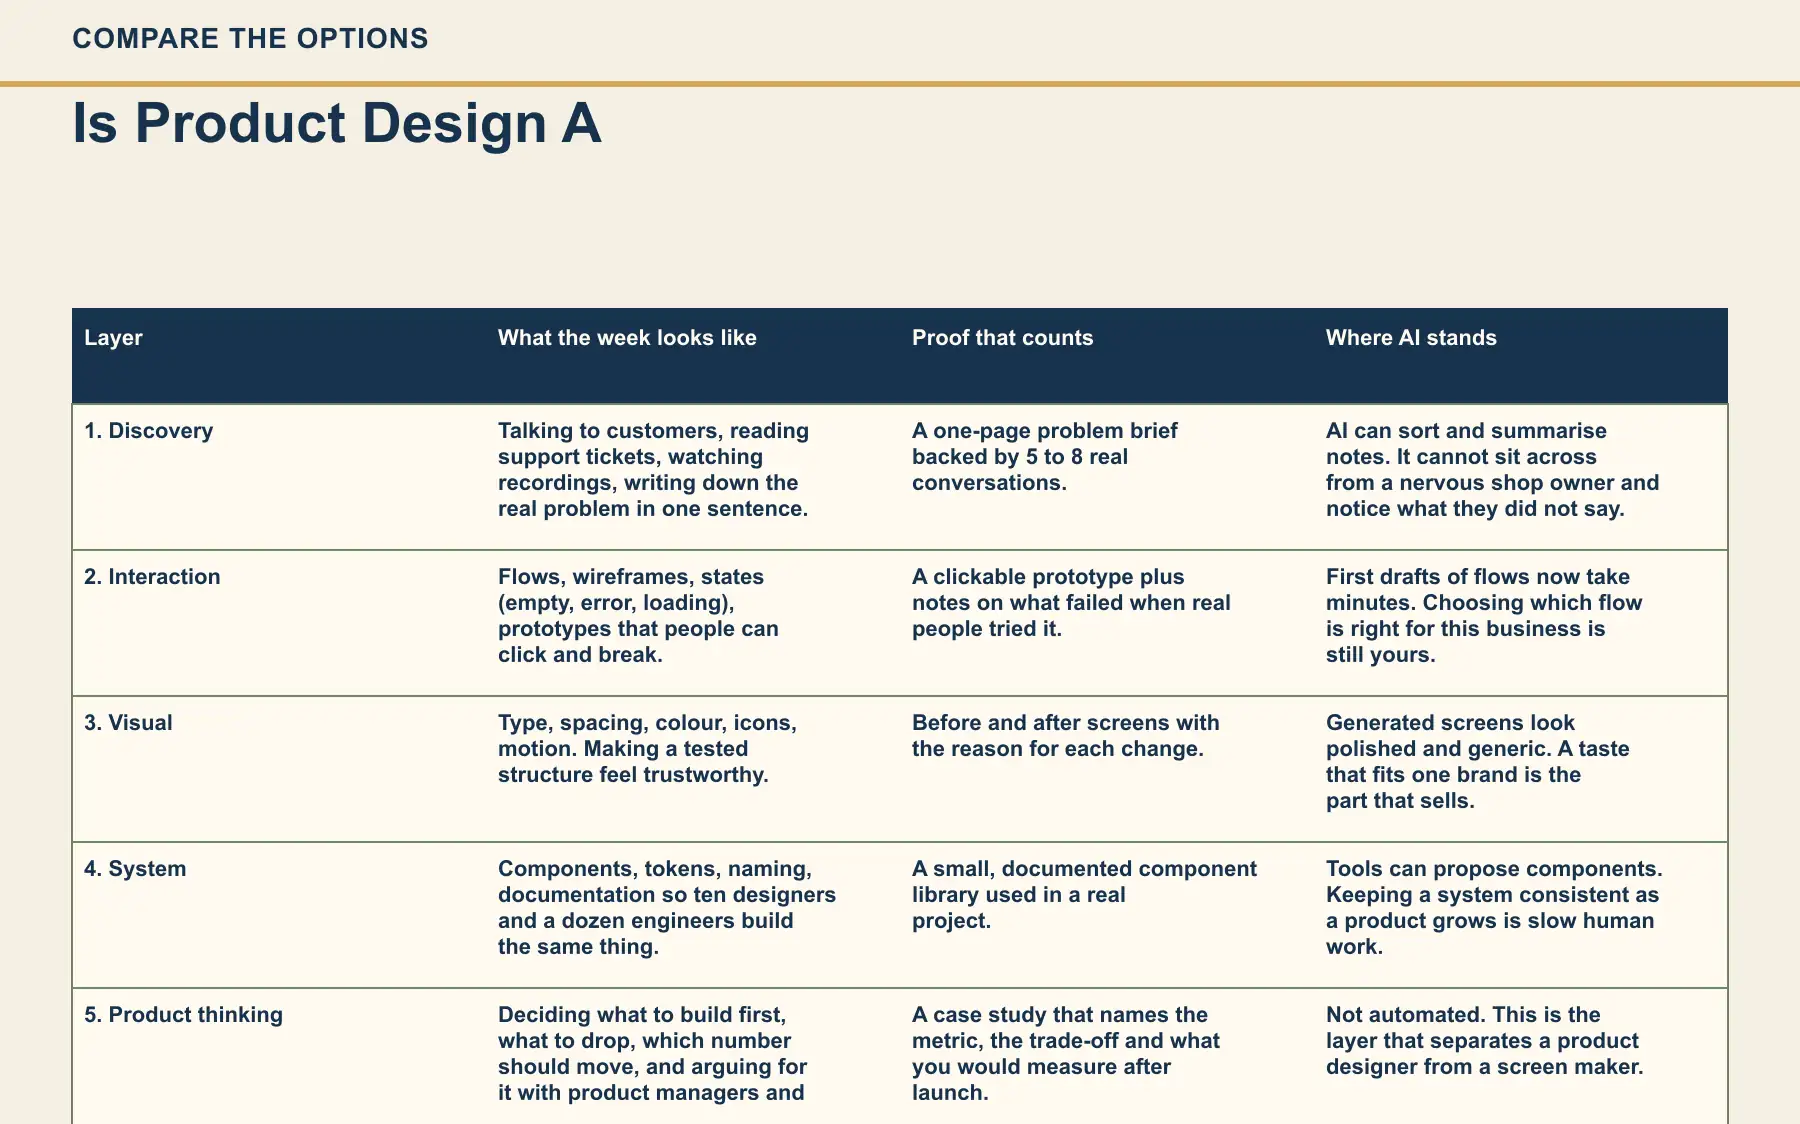 COMPARE THE OPTIONS
Is Product Design A
Layer
What the week looks like
Proof that counts
Where AI stands
1. Discovery
Talking to customers, reading
support tickets, watching
recordings, writing down the
real problem in one sentence.
A one-page problem brief
backed by 5 to 8 real
conversations.
AI can sort and summarise
notes. It cannot sit across
from a nervous shop owner and
notice what they did not say.
2. Interaction
Flows, wireframes, states
(empty, error, loading),
prototypes that people can
click and break.
A clickable prototype plus
notes on what failed when real
people tried it.
First drafts of flows now take
minutes. Choosing which flow
is right for this business is
still yours.
3. Visual
Type, spacing, colour, icons,
motion. Making a tested
structure feel trustworthy.
Before and after screens with
the reason for each change.
Generated screens look
polished and generic. A taste
that fits one brand is the
part that sells.
4. System
Components, tokens, naming,
documentation so ten designers
and a dozen engineers build
the same thing.
A small, documented component
library used in a real
project.
Tools can propose components.
Keeping a system consistent as
a product grows is slow human
work.
5. Product thinking
Deciding what to build first,
what to drop, which number
should move, and arguing for
it with product managers and
A case study that names the
metric, the trade-off and what
you would measure after
launch.
Not automated. This is the
layer that separates a product
designer from a screen maker.